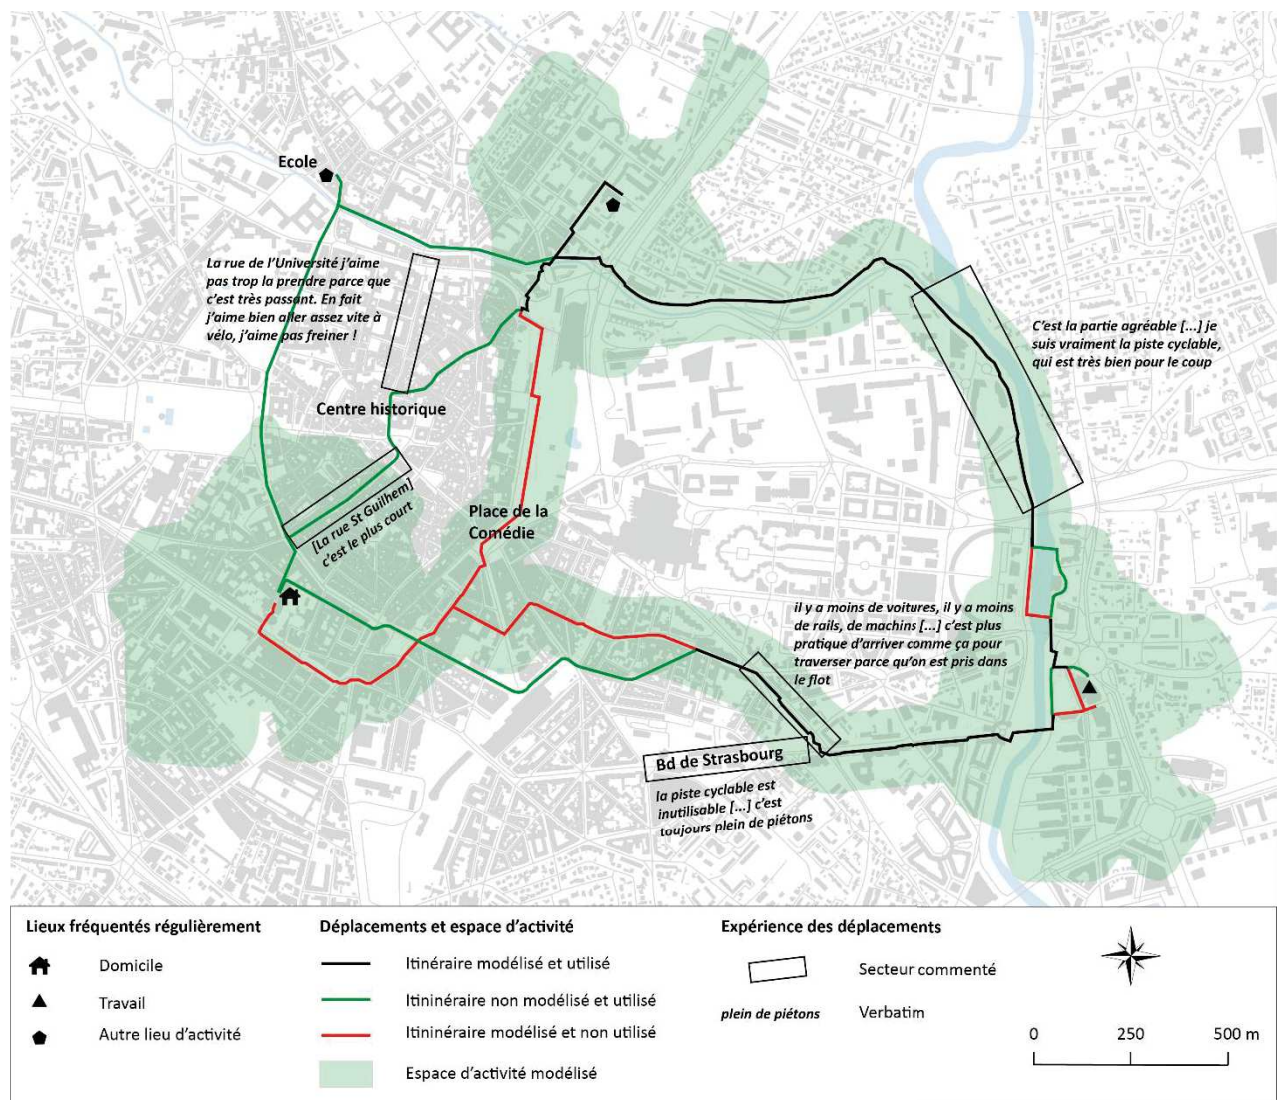 Ecole
La rue de l'Université j'aime
pas trop la prendre parce que
c'est très passant. En fait
j'aime bien aller assez vite à
vélo, j'aime pas freiner !
C'est la partie agréable [...] je
suis vraiment la piste cyclable,
qui est très bien pour le coup
Centre historique
[La rue St Guilhem]
c'est le plus court
Place de la
Comédie
il y a moins de voitures, il y a moins
de rails, de machins [...] c'est plus
pratique d'arriver comme ça pour
traverser parce qu'on est pris dans
le flot
Bd de Strasbourg
la piste cyclable est
inutilisable [...] c'est
toujours plein de piétons
Lieux fréquentés régulièrement
Domicile
Travail
Autre lieu d'activité
Déplacements et espace d'activité
Itinéraire modélisé et utilisé
Itininéraire non modélisé et utilisé
Itininéraire modélisé et non utilisé
Espace d'activité modélisé
Expérience des déplacements
Secteur commenté
plein de piétons Verbatim
0 250 500 m